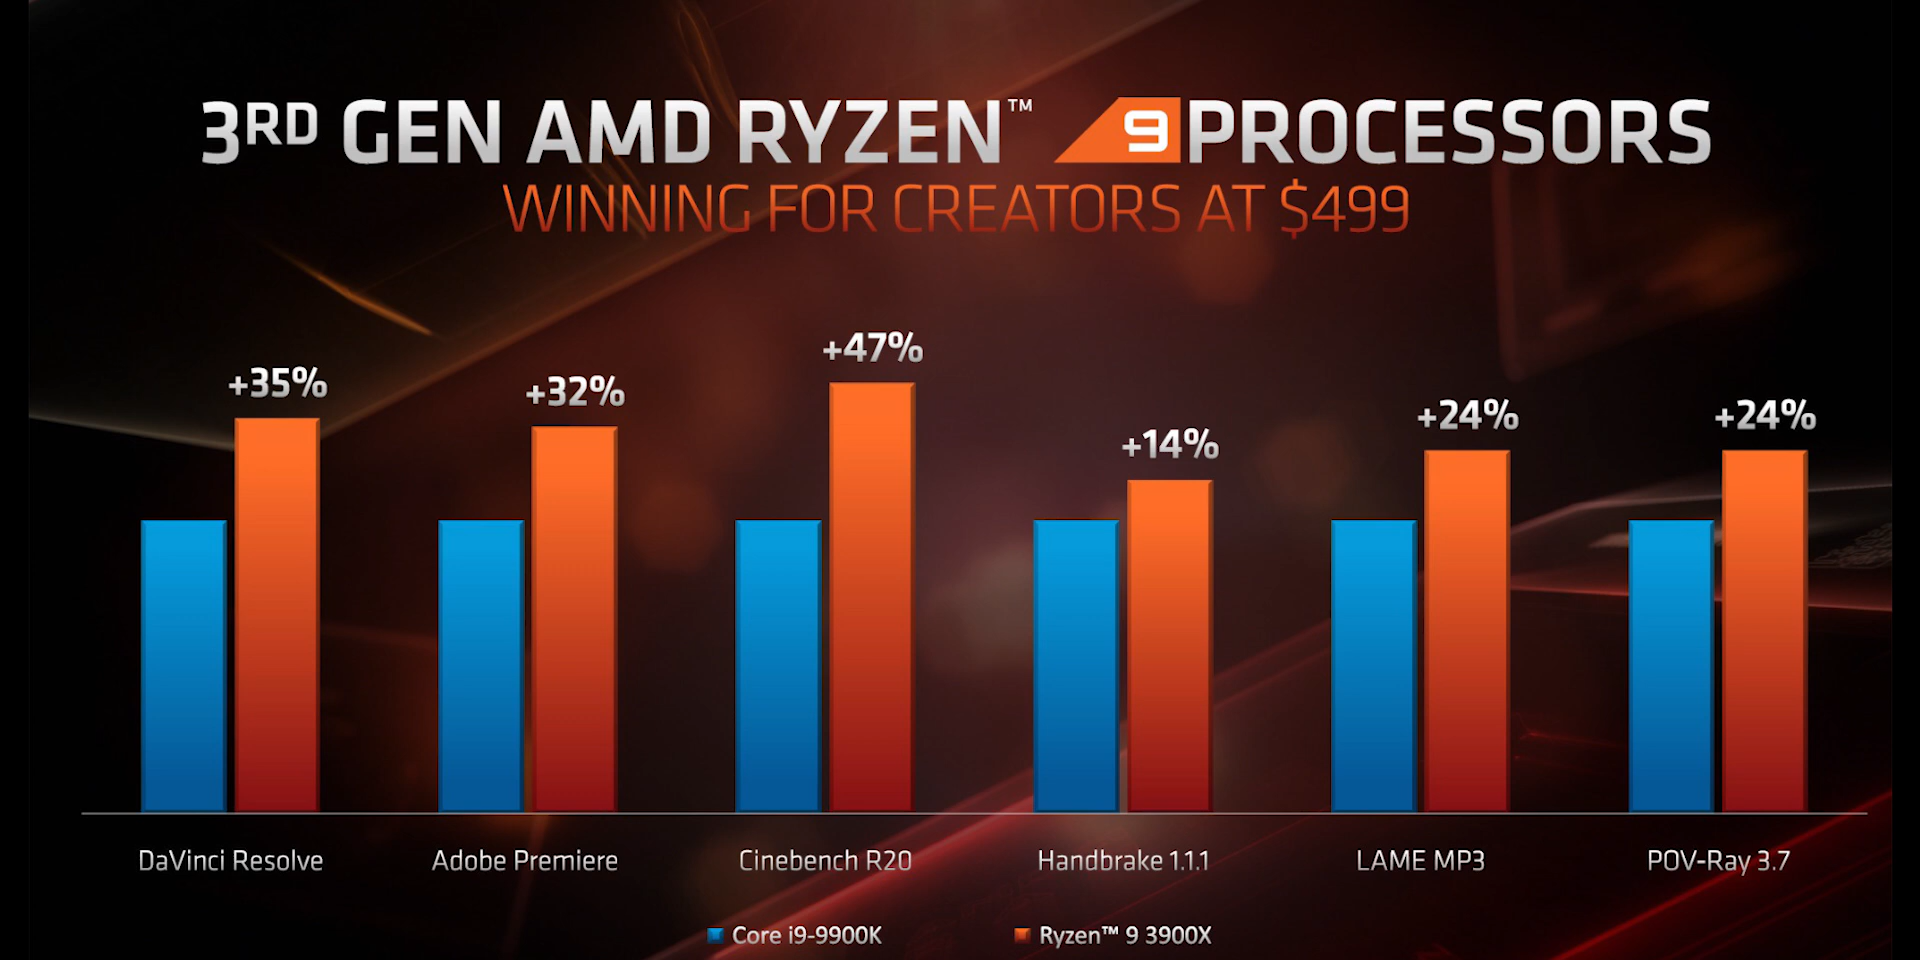 3RD GEN AMD RYZEN™ 9 PROCESSORS
WINNING FOR CREATORS AT $499
+35%
+32%
+47%
+14%
+24%
+24%
DaVinci Resolve
Adobe Premiere
Cinebench R20
Handbrake 1.1.1
LAME MP3
POV-Ray 3.7
Core i9-9900K
Ryzen™ 9 3900X